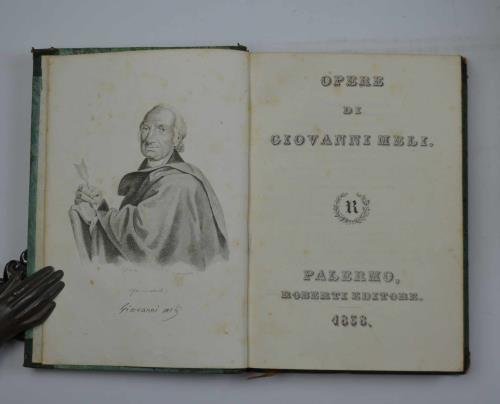 Giovanni Meli
OPERE
DI
GIOVANNI MELI.
R
PALERMO,
ROBERTI EDITORE.
1838.